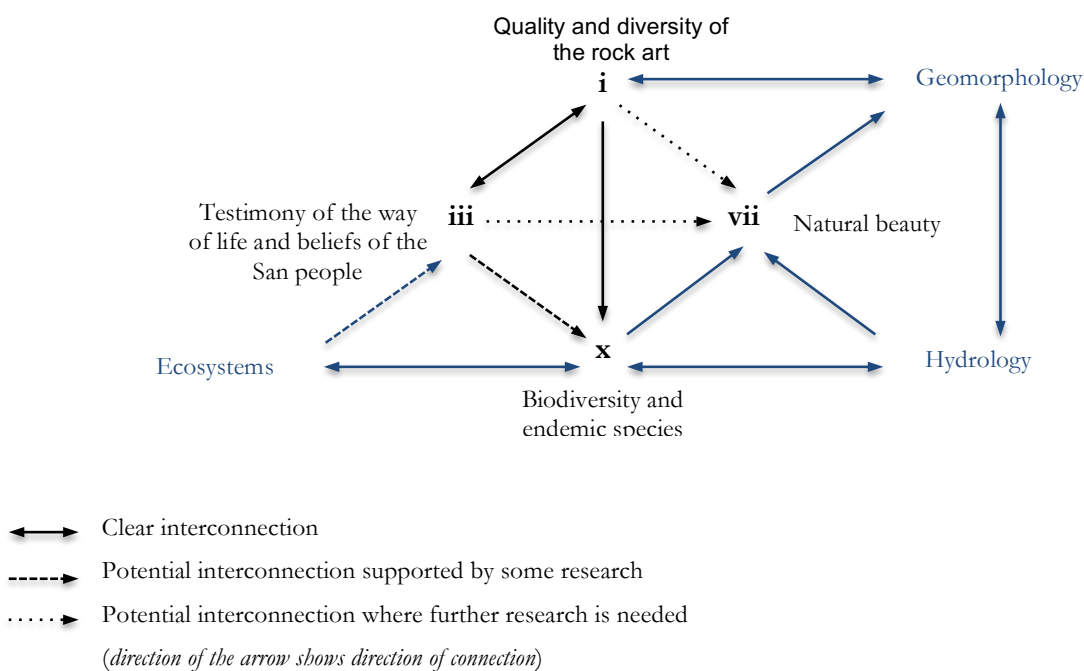 Quality and diversity of
the rock art
i
Geomorphology
Testimony of the way
of life and beliefs of the
San people
iii
vii
Natural beauty
Ecosystems
x
Hydrology
Biodiversity and
endemic species
Clear interconnection
Potential interconnection supported by some research
Potential interconnection where further research is needed
(direction of the arrow shows direction of connection)